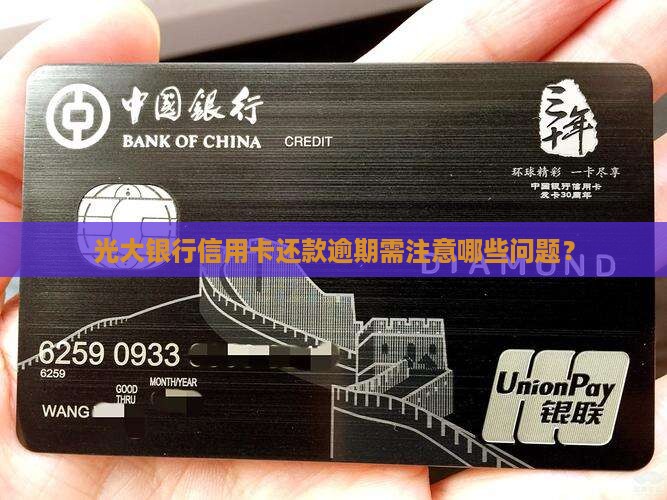 中國銀行
BANK OF CHINA
CREDIT
三十年
环球精彩 一卡尽享
中国银行信用卡
发卡30周年
光大银行信用卡还款逾期需注意哪些问题？
DIAMOND
6259 0933
6259
GOOD
THRU
MONTH/YEAR
WANG
UnionPay
银联